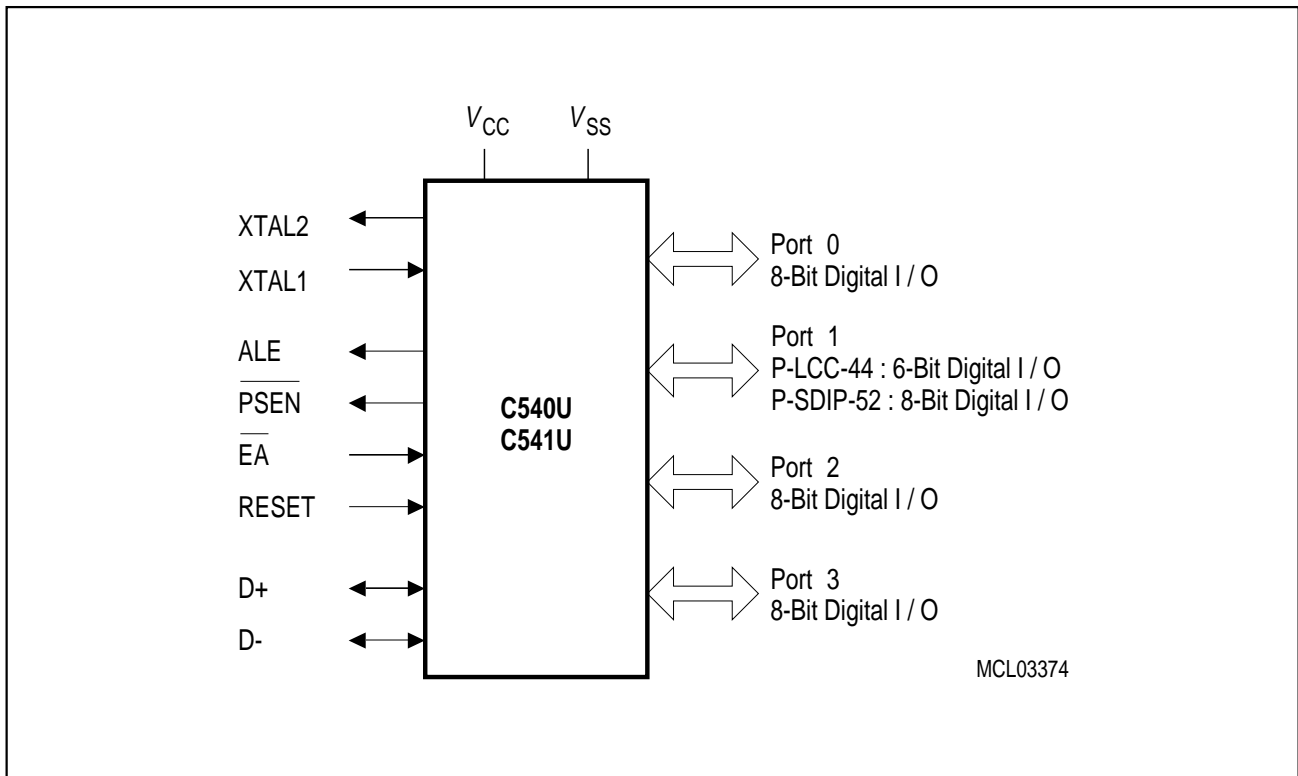 VCC
VSS
XTAL2
XTAL1
ALE
PSEN
EA
RESET
D+
D-
C540U
C541U
Port 0
8-Bit Digital I / O
Port 1
P-LCC-44 : 6-Bit Digital I / O
P-SDIP-52 : 8-Bit Digital I / O
Port 2
8-Bit Digital I / O
Port 3
8-Bit Digital I / O
MCL03374